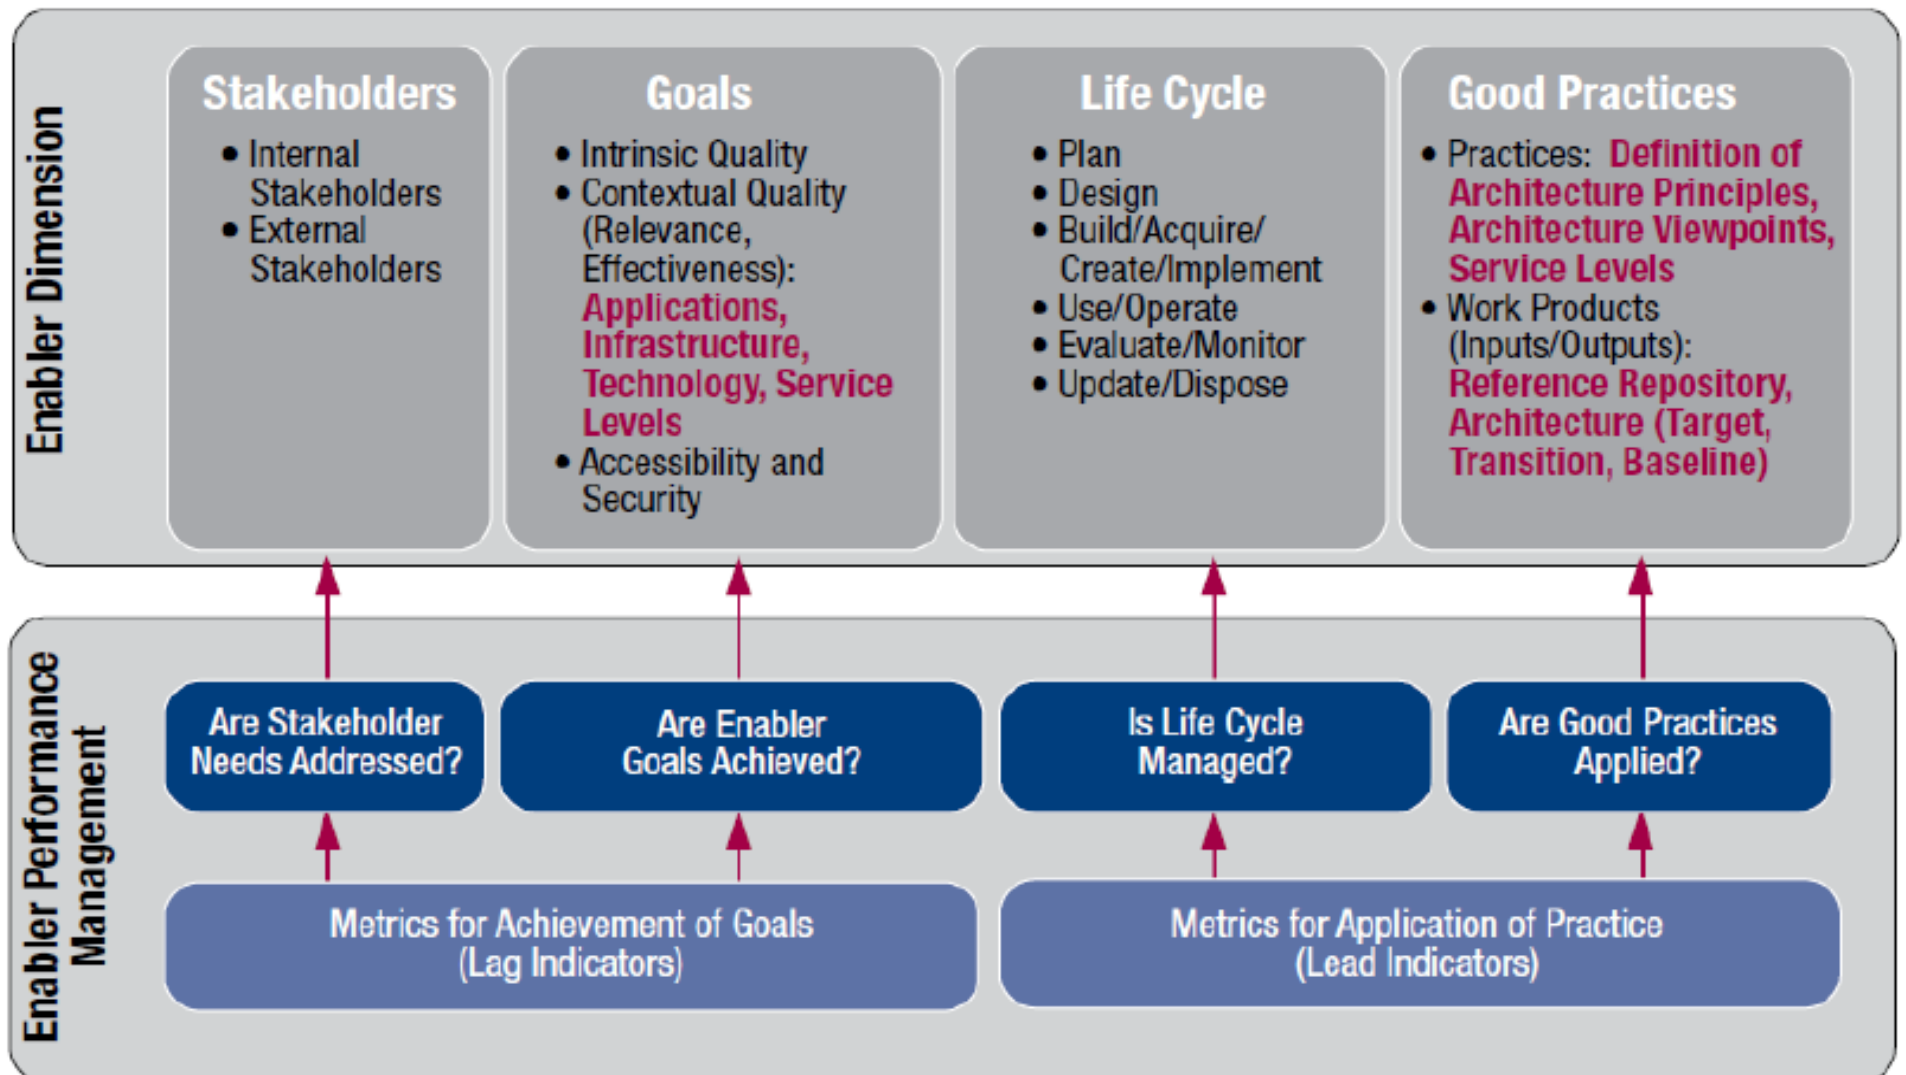 Enabler Dimension
Stakeholders
• Internal
Stakeholders
• External
Stakeholders
Goals
• Intrinsic Quality
• Contextual Quality
(Relevance,
Effectiveness):
Applications,
Infrastructure,
Technology, Service
Levels
• Accessibility and
Security
Life Cycle
• Plan
• Design
• Build/Acquire/
Create/Implement
• Use/Operate
• Evaluate/Monitor
• Update/Dispose
Good Practices
• Practices: Definition of
Architecture Principles,
Architecture Viewpoints,
Service Levels
• Work Products
(Inputs/Outputs):
Reference Repository,
Architecture (Target,
Transition, Baseline)
Enabler Performance
Management
Are Stakeholder
Needs Addressed?
Are Enabler
Goals Achieved?
Is Life Cycle
Managed?
Are Good Practices
Applied?
Metrics for Achievement of Goals
(Lag Indicators)
Metrics for Application of Practice
(Lead Indicators)